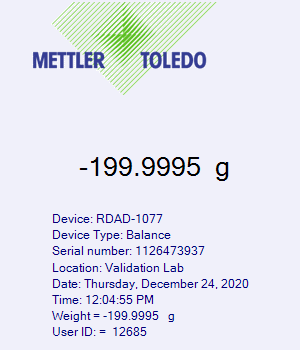 METTLER TOLEDO
-199.9995 g
Device: RDAD-1077
Device Type: Balance
Serial number: 1126473937
Location: Validation Lab
Date: Thursday, December 24, 2020
Time: 12:04:55 PM
Weight = -199.9995 g
User ID: = 12685